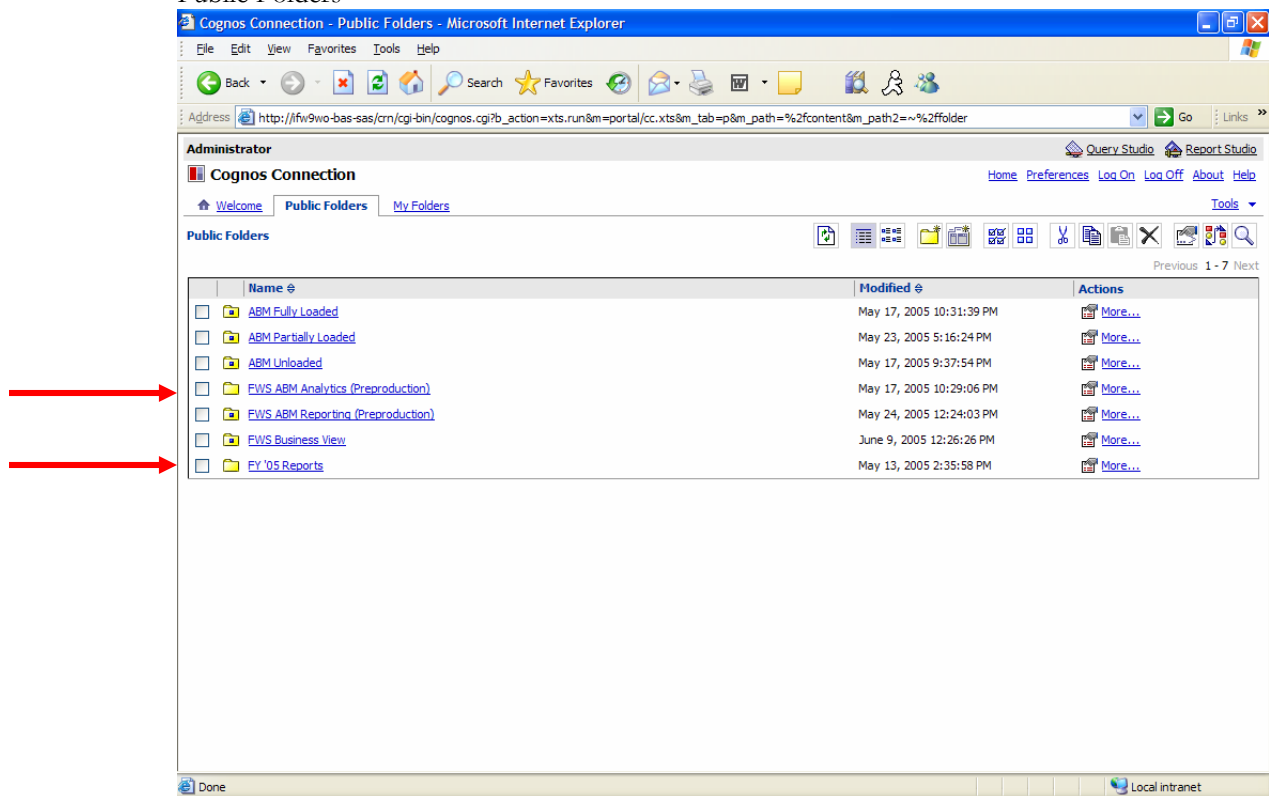 Public Folders
Cognos Connection - Public Folders - Microsoft Internet Explorer
File Edit View Favorites Tools Help
Back Search Favorites
Address http://ifw9wo-bas-sas/crn/cgi-bin/cognos.cgi?b_action=xts.run&m=portal/cc.xts&m_tab=p&m_path=%2fcontent&m_path2=~%2ffolder Go Links »
Administrator Query Studio Report Studio
Cognos Connection Home Preferences Log On Log Off About Help
Welcome Public Folders My Folders Tools
Public Folders
Previous 1 - 7 Next
Name Modified Actions
ABM Fully Loaded May 17, 2005 10:31:39 PM More...
ABM Partially Loaded May 23, 2005 5:16:24 PM More...
ABM Unloaded May 17, 2005 9:37:54 PM More...
FWS ABM Analytics (Preproduction) May 17, 2005 10:29:06 PM More...
FWS ABM Reporting (Preproduction) May 24, 2005 12:24:03 PM More...
FWS Business View June 9, 2005 12:26:26 PM More...
FY '05 Reports May 13, 2005 2:35:58 PM More...
Done Local intranet